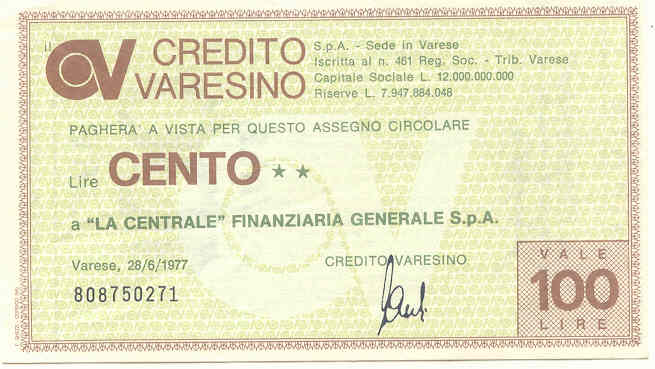 il CREDITO VARESINO
S.p.A. - Sede in Varese
Iscritta al n. 461 Reg. Soc. - Trib. Varese
Capitale Sociale L. 12.000.000.000
Riserve L. 7.947.884.048
PAGHERA' A VISTA PER QUESTO ASSEGNO CIRCOLARE
Lire CENTO ★ ★
a "LA CENTRALE" FINANZIARIA GENERALE S.p.A.
Varese, 28/6/1977
CREDITO VARESINO
808750271
VALE
100
LIRE